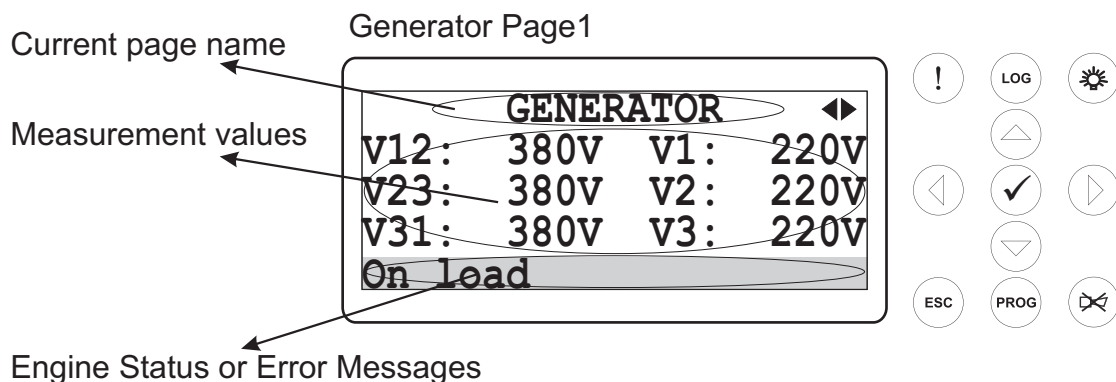 Generator Page1
Current page name
GENERATOR
Measurement values
V12: 380V V1: 220V
V23: 380V V2: 220V
V31: 380V V3: 220V
On load
Engine Status or Error Messages
!
LOG
ESC
PROG